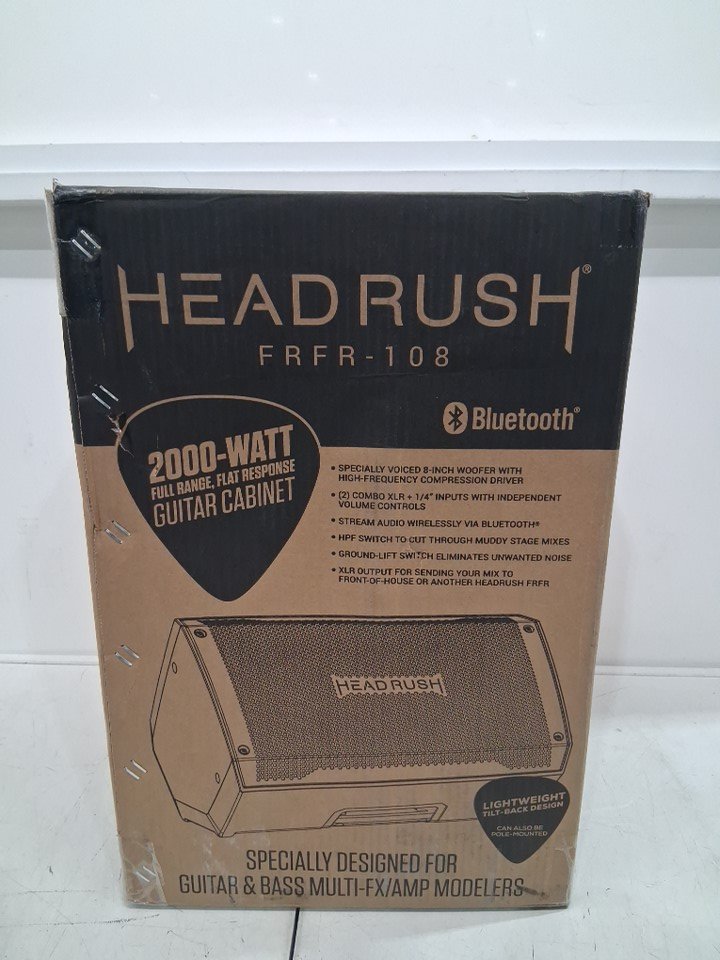 HEADRUSH®
FRFR-108
Bluetooth®
2000-WATT
FULL RANGE, FLAT RESPONSE
GUITAR CABINET
• SPECIALLY VOICED 8-INCH WOOFER WITH
HIGH-FREQUENCY COMPRESSION DRIVER
• (2) COMBO XLR + 1/4" INPUTS WITH INDEPENDENT
VOLUME CONTROLS
• STREAM AUDIO WIRELESSLY VIA BLUETOOTH®
• HPF SWITCH TO CUT THROUGH MUDDY STAGE MIXES
• GROUND-LIFT SWITCH ELIMINATES UNWANTED NOISE
• XLR OUTPUT FOR SENDING YOUR MIX TO
FRONT-OF-HOUSE OR ANOTHER HEADRUSH FRFR
HEADRUSH
LIGHTWEIGHT
TILT-BACK DESIGN
CAN ALSO BE
POLE-MOUNTED
SPECIALLY DESIGNED FOR
GUITAR & BASS MULTI-FX/AMP MODELERS